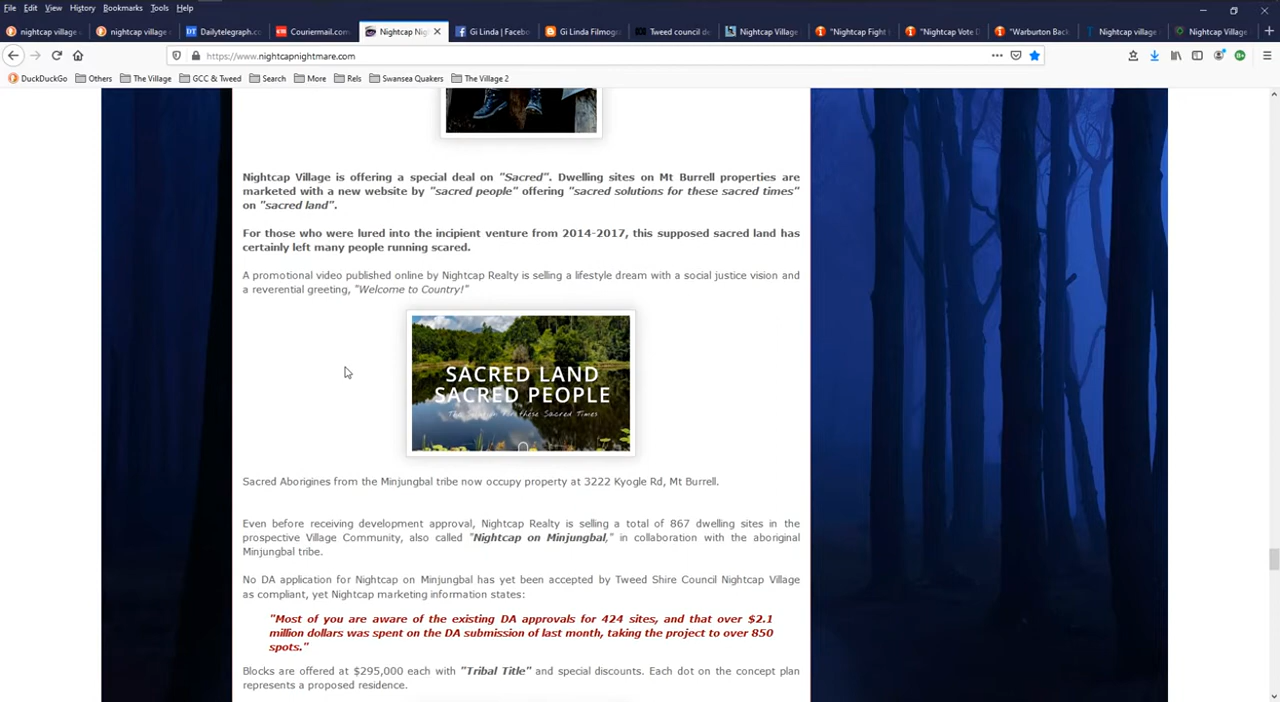 File Edit View History Bookmarks Tools Help
nightcap village
nightcap village
Dailytelegraph.co
Couriermail.com
Nightcap Nig
Gi Linda | Facebo
Gi Linda Filmog
Tweed council de
Nightcap Village
"Nightcap Fight
"Nightcap Vote D
"Warburton Back
Nightcap village
Nightcap Village
https://www.nightcapnightmare.com
DuckDuckGo Others The Village GCC & Tweed Search More Rels Swansea Quakers The Village 2
Nightcap Village is offering a special deal on "Sacred". Dwelling sites on Mt Burrell properties are
marketed with a new website by "sacred people" offering "sacred solutions for these sacred times"
on "sacred land".
For those who were lured into the incipient venture from 2014-2017, this supposed sacred land has
certainly left many people running scared.
A promotional video published online by Nightcap Realty is selling a lifestyle dream with a social justice vision and
a reverential greeting, "Welcome to Country!"
SACRED LAND
SACRED PEOPLE
The Solution For these Sacred Times
Sacred Aborigines from the Minjungbal tribe now occupy property at 3222 Kyogle Rd, Mt Burrell.
Even before receiving development approval, Nightcap Realty is selling a total of 867 dwelling sites in the
prospective Village Community, also called "Nightcap on Minjungbal," in collaboration with the aboriginal
Minjungbal tribe.
No DA application for Nightcap on Minjungbal has yet been accepted by Tweed Shire Council Nightcap Village
as compliant, yet Nightcap marketing information states:
"Most of you are aware of the existing DA approvals for 424 sites, and that over $2.1
million dollars was spent on the DA submission of last month, taking the project to over 850
spots."
Blocks are offered at $295,000 each with "Tribal Title" and special discounts. Each dot on the concept plan
represents a proposed residence.